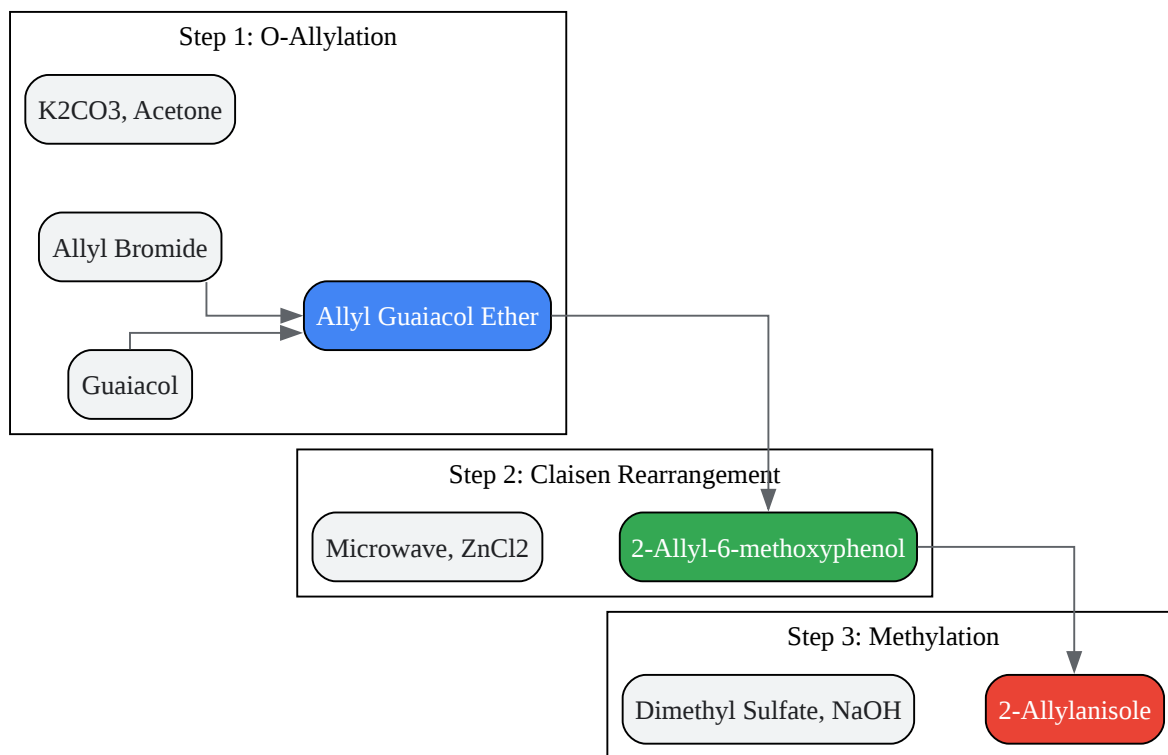 Step 1: O-Allylation
K2CO3, Acetone
Allyl Bromide
Allyl Guaiacol Ether
Guaiacol
Step 2: Claisen Rearrangement
Microwave, ZnCl2
2-Allyl-6-methoxyphenol
Step 3: Methylation
Dimethyl Sulfate, NaOH
2-Allylanisole